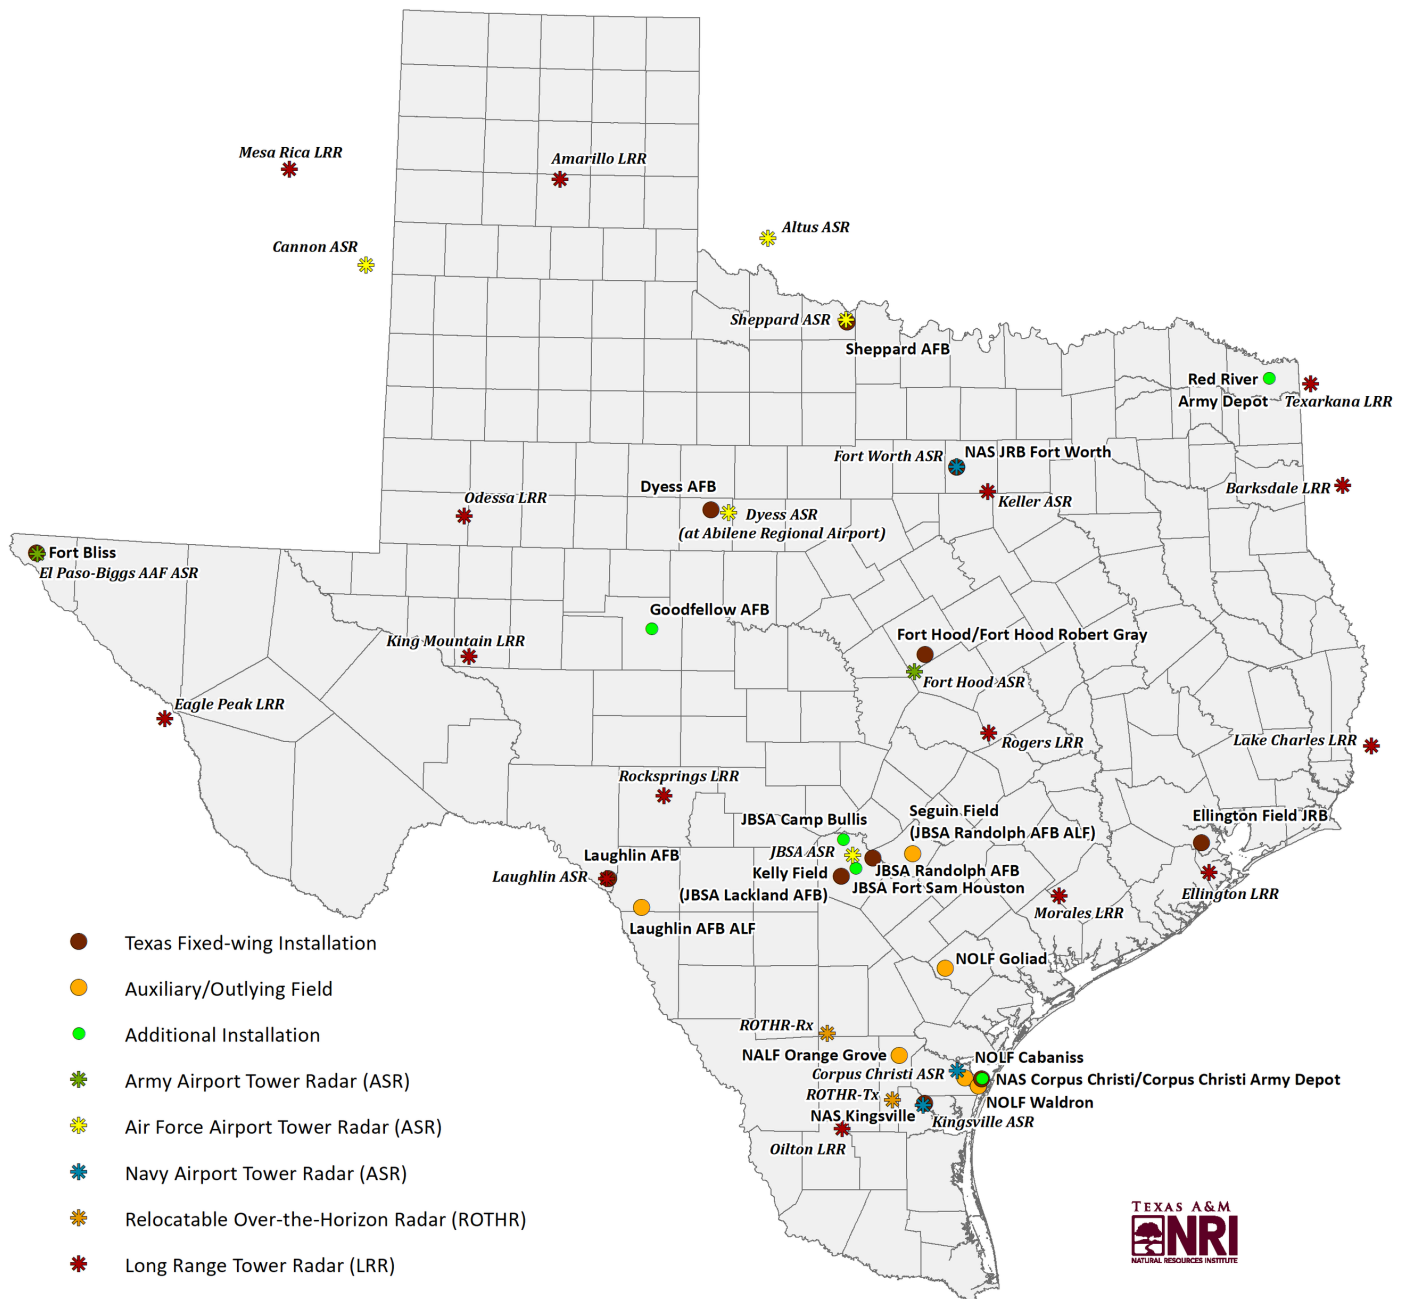 Mesa Rica LRR
Amarillo LRR
Altus ASR
Cannon ASR
Sheppard ASR
Sheppard AFB
Red River
Army Depot
Texarkana LRR
Fort Worth ASR
NAS JRB Fort Worth
Dyess AFB
Barksdale LRR
Odessa LRR
Keller ASR
Dyess ASR
(at Abilene Regional Airport)
Fort Bliss
El Paso-Biggs AAF ASR
Goodfellow AFB
King Mountain LRR
Fort Hood/Fort Hood Robert Gray
Fort Hood ASR
Eagle Peak LRR
Rogers LRR
Lake Charles LRR
Rocksprings LRR
JBSA Camp Bullis
Seguin Field
(JBSA Randolph AFB ALF)
Ellington Field JRB
JBSA ASR
Laughlin AFB
Kelly Field
(JBSA Lackland AFB)
JBSA Randolph AFB
JBSA Fort Sam Houston
Laughlin ASR
Ellington LRR
Morales LRR
Laughlin AFB ALF
NOLF Goliad
ROTHR-Rx
NALF Orange Grove
NOLF Cabaniss
Corpus Christi ASR
NAS Corpus Christi/Corpus Christi Army Depot
ROTHR-Tx
NOLF Waldron
NAS Kingsville
Kingsville ASR
Oilton LRR
Texas Fixed-wing Installation
Auxiliary/Outlying Field
Additional Installation
Army Airport Tower Radar (ASR)
Air Force Airport Tower Radar (ASR)
Navy Airport Tower Radar (ASR)
Relocatable Over-the-Horizon Radar (ROTHR)
Long Range Tower Radar (LRR)
TEXAS A&M
NRI
NATURAL RESOURCES INSTITUTE